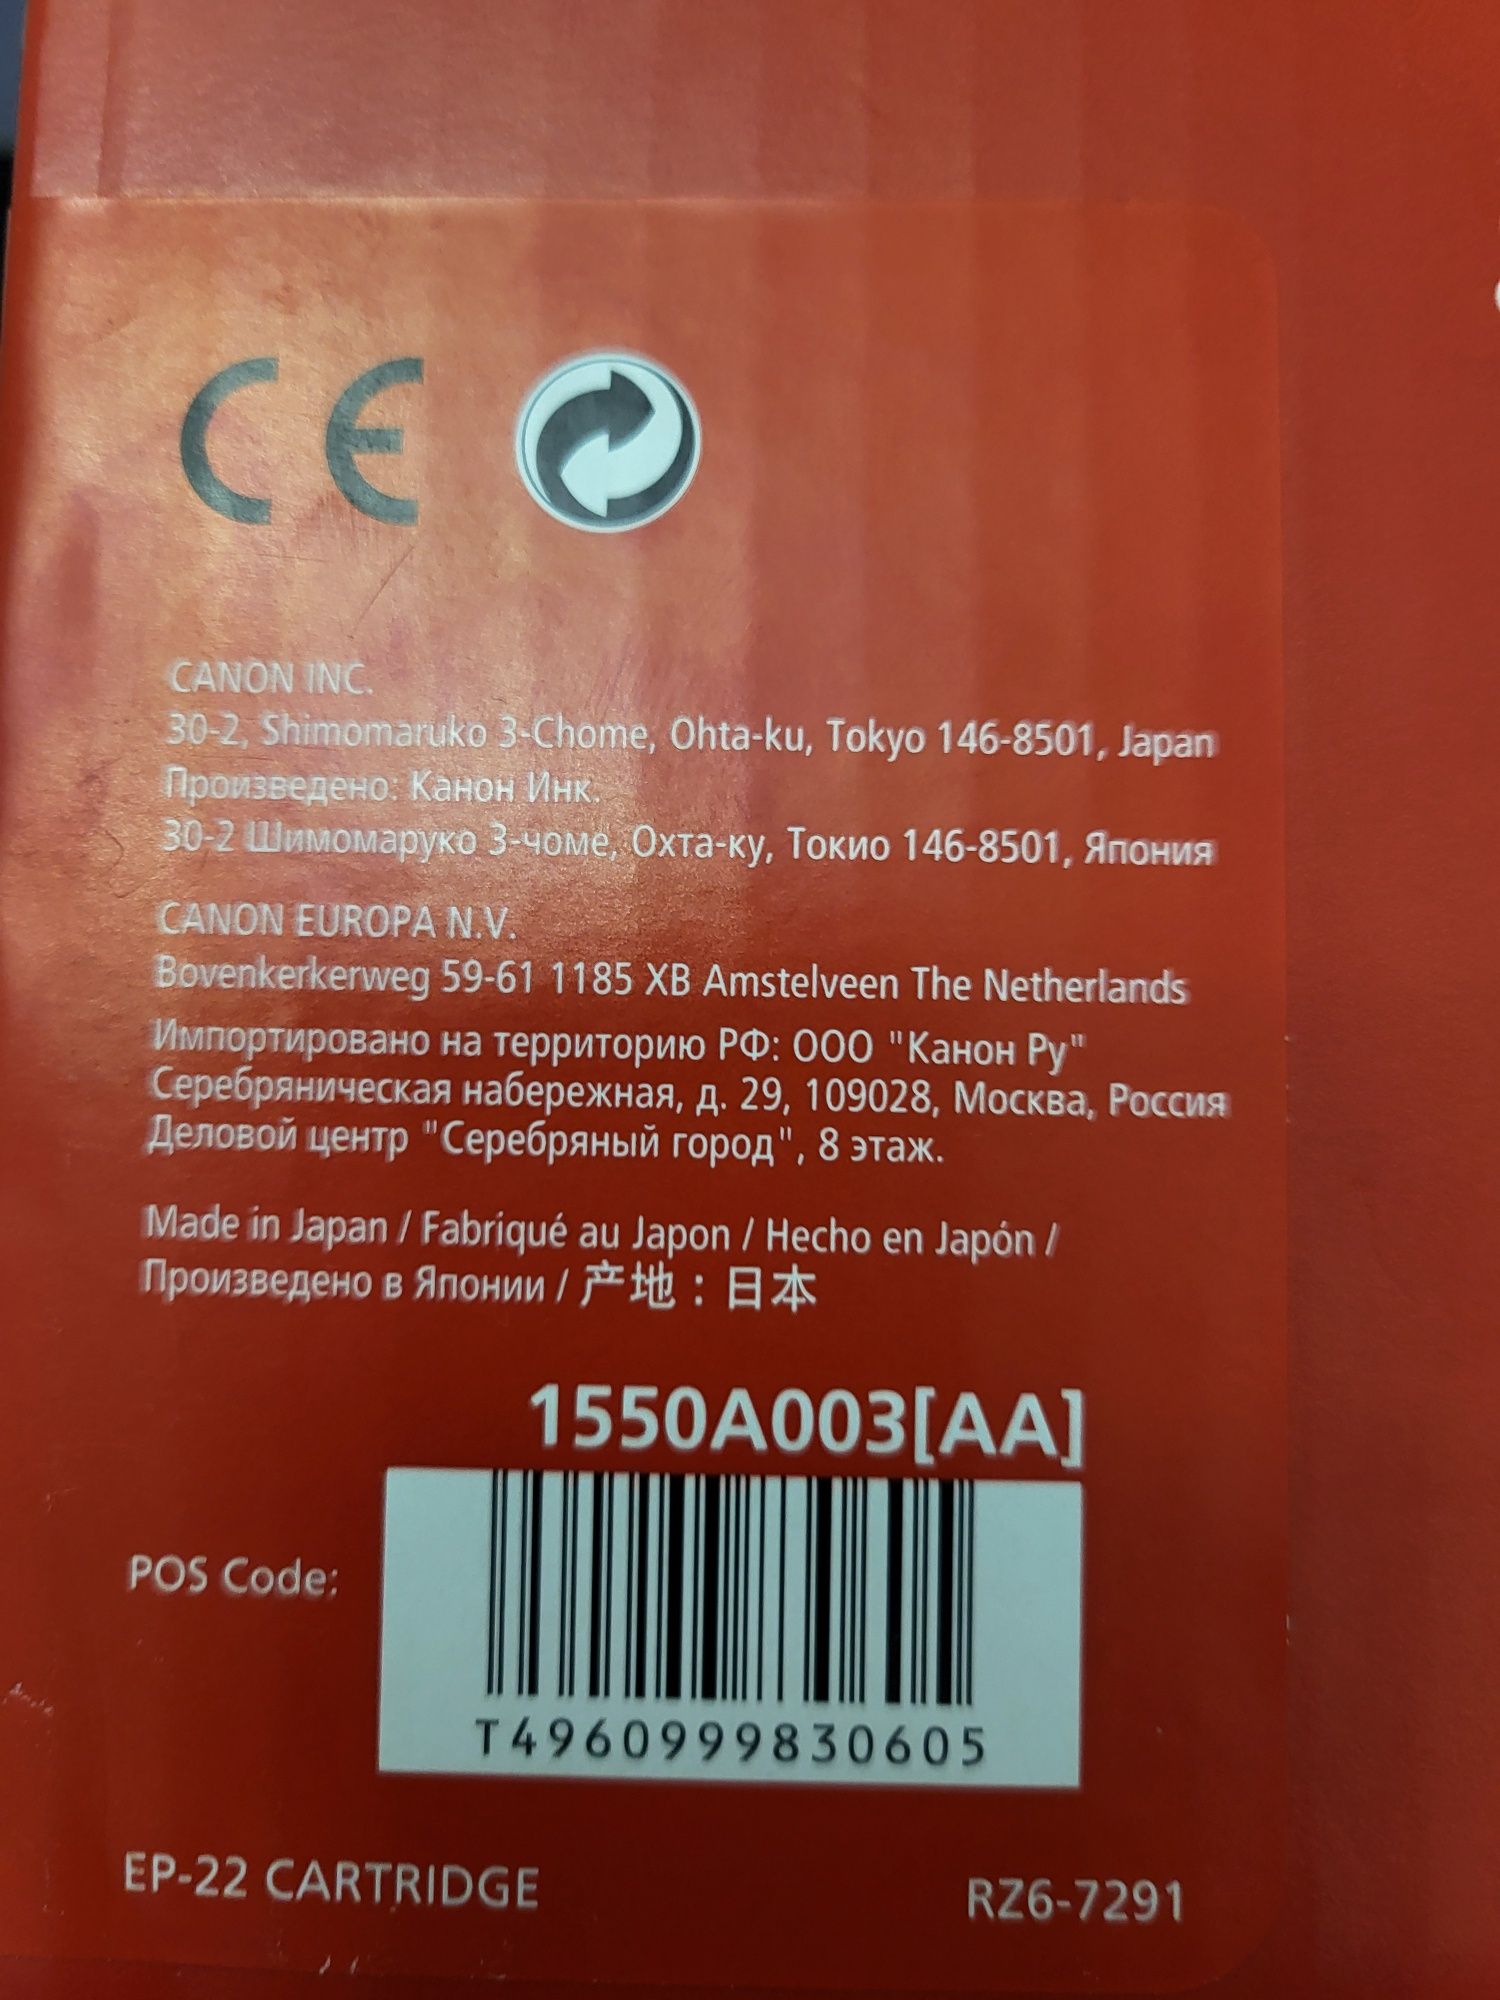 CE
CANON INC.
30-2, Shimomaruko 3-Chome, Ohta-ku, Tokyo 146-8501, Japan
Произведено: Канон Инк.
30-2 Шимомаруко 3-чоме, Охта-ку, Токио 146-8501, Япония
CANON EUROPA N.V.
Bovenkerkerweg 59-61 1185 XB Amstelveen The Netherlands
Импортировано на территорию РФ: ООО "Канон Ру"
Серебряническая набережная, д. 29, 109028, Москва, Россия
Деловой центр "Серебряный город", 8 этаж.
Made in Japan / Fabriqué au Japon / Hecho en Japón /
Произведено в Японии / 产地：日本
1550A003[AA]
POS Code:
T4960999830605
EP-22 CARTRIDGE
RZ6-7291